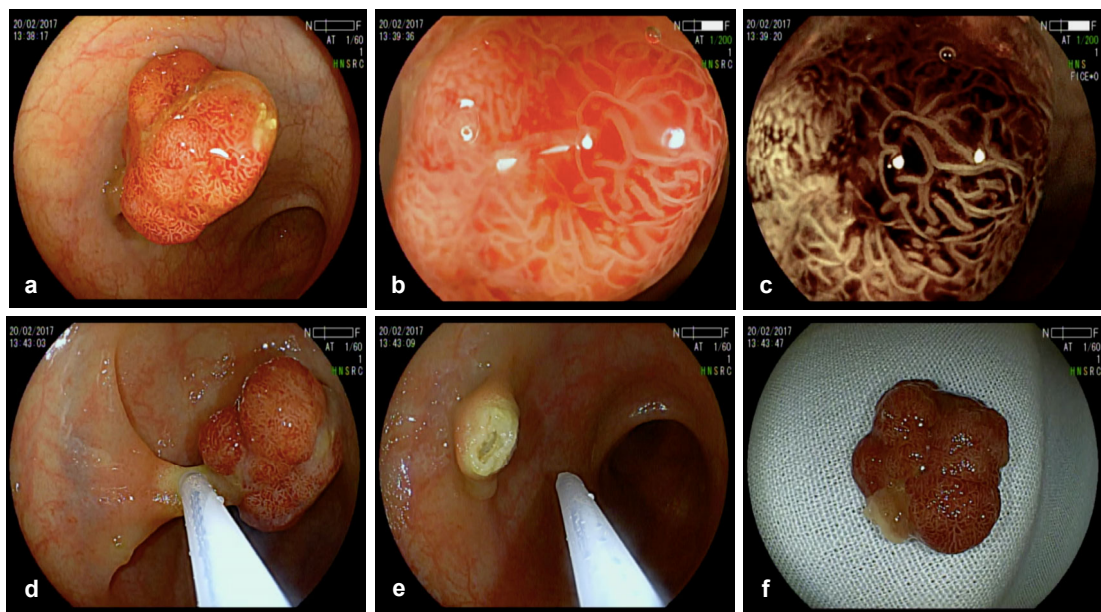 20/02/2017
13:38:17
N F
AT 1/60
1
HNSRC
a
20/02/2017
13:39:36
N F
AT 1/200
1
HNSRC
b
20/02/2017
13:39:20
N F
AT 1/200
1
HNS
FICE*0
c
20/02/2017
13:43:03
N F
AT 1/60
1
HNSRC
d
20/02/2017
13:43:09
N F
AT 1/60
1
HNSRC
e
20/02/2017
13:43:47
N F
AT 1/60
1
HNSRC
f